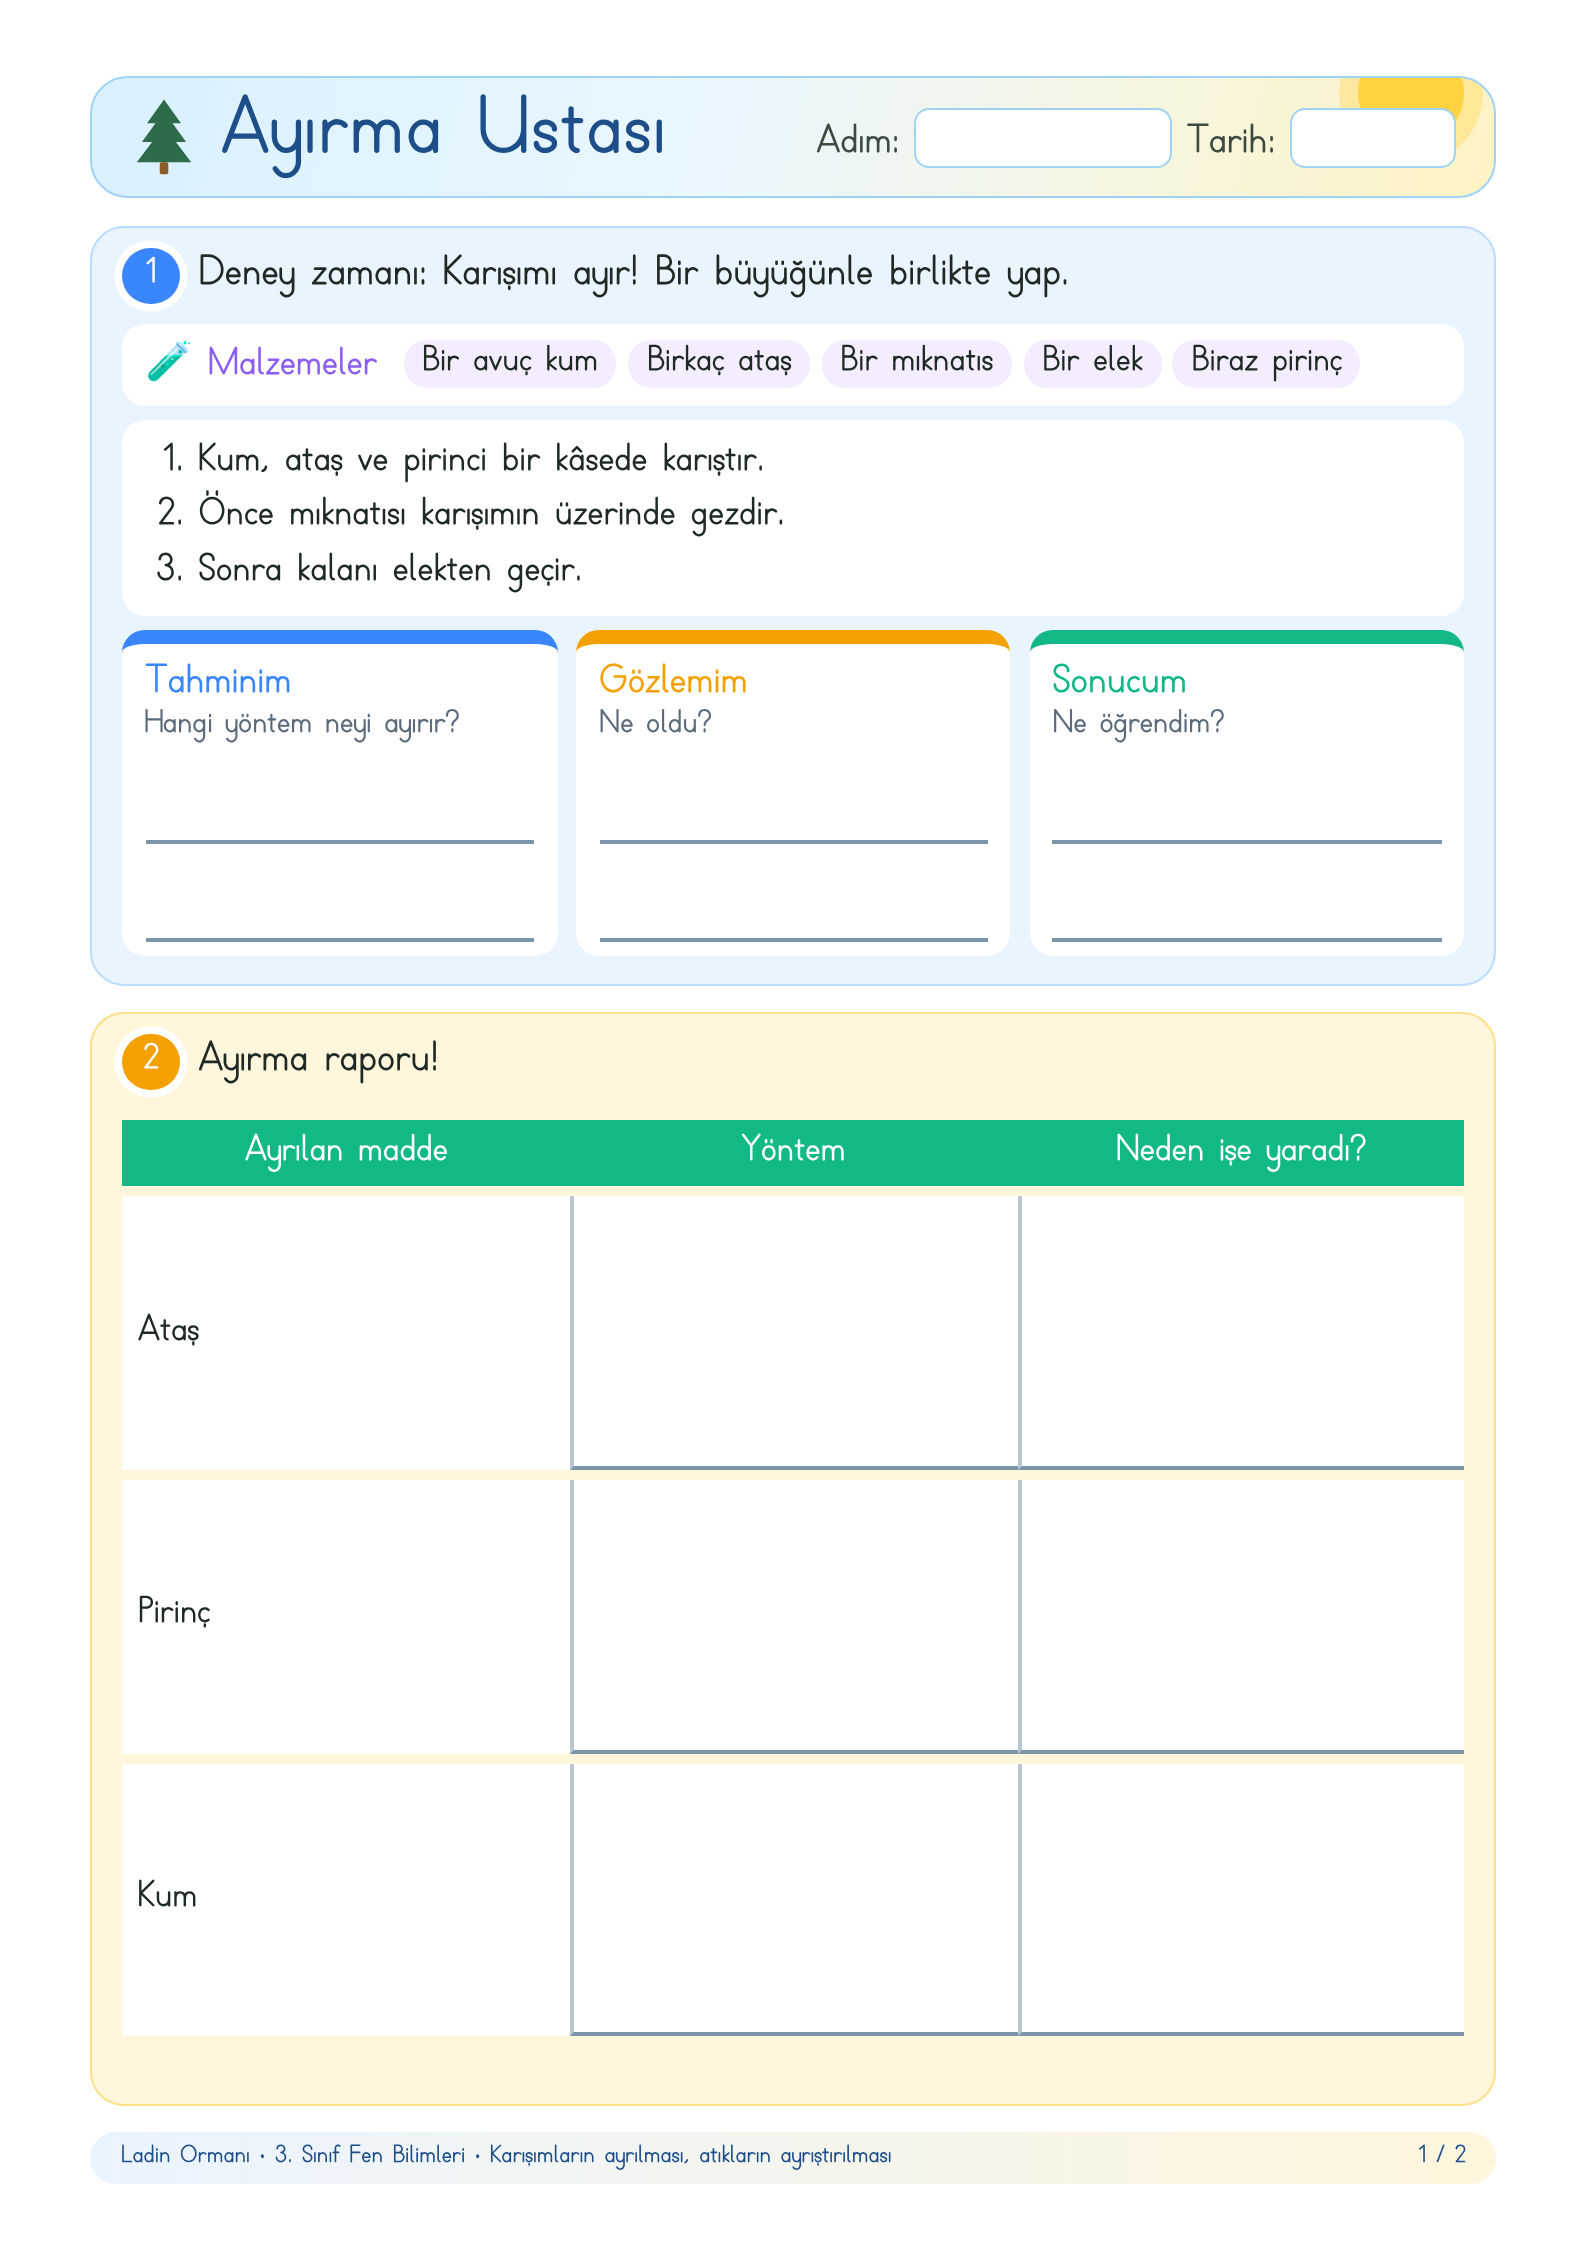 Ayırma Ustası
Adım:
Tarih:
1 Deney zamanı: Karışımı ayır! Bir büyüğünle birlikte yap.
Malzemeler Bir avuç kum Birkaç ataş Bir mıknatıs Bir elek Biraz pirinç
1. Kum, ataş ve pirinci bir kâsede karıştır.
2. Önce mıknatısı karışımın üzerinde gezdir.
3. Sonra kalanı elekten geçir.
Tahminim
Hangi yöntem neyi ayırır?
Gözlemim
Ne oldu?
Sonucum
Ne öğrendim?
2 Ayırma raporu!
Ayrılan madde Yöntem Neden işe yaradı?
Ataş
Pirinç
Kum
Ladin Ormanı • 3. Sınıf Fen Bilimleri • Karışımların ayrılması, atıkların ayrıştırılması
1 / 2